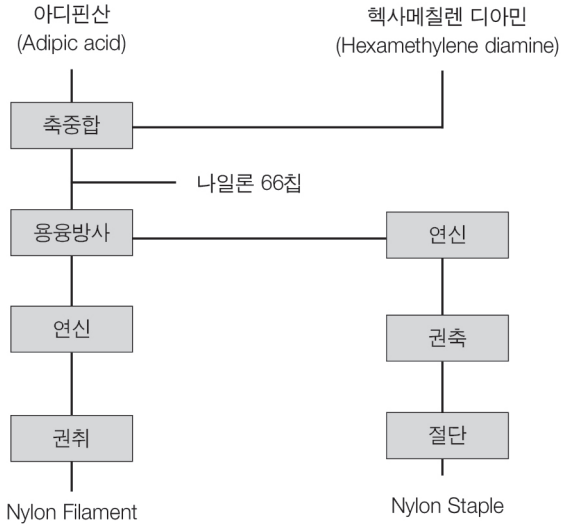 아디핀산
(Adipic acid)
헥사메칠렌 디아민
(Hexamethylene diamine)
축중합
나일론 66칩
용융방사
연신
연신
권축
권취
절단
Nylon Filament
Nylon Staple